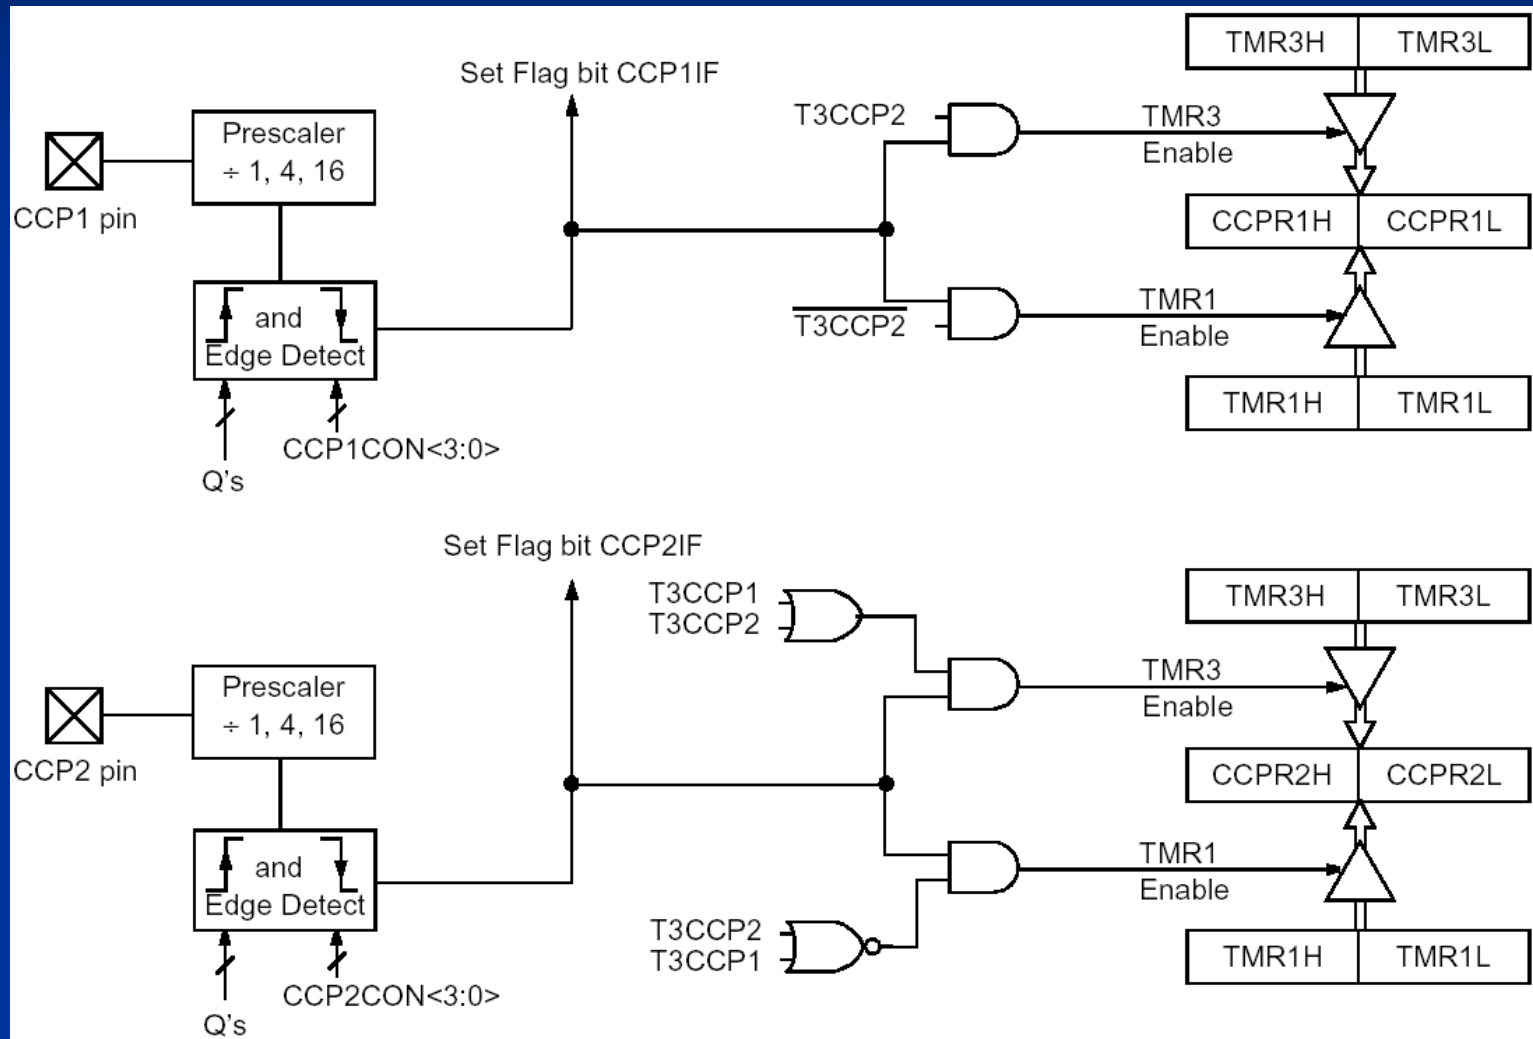 TMR3H TMR3L
Set Flag bit CCP1IF
T3CCP2
TMR3
Enable
Prescaler
÷ 1, 4, 16
CCP1 pin
CCPR1H CCPR1L
and
Edge Detect
T3CCP2
TMR1
Enable
TMR1H TMR1L
CCP1CON<3:0>
Q's
Set Flag bit CCP2IF
T3CCP1
T3CCP2
TMR3H TMR3L
TMR3
Enable
Prescaler
÷ 1, 4, 16
CCP2 pin
CCPR2H CCPR2L
and
Edge Detect
TMR1
Enable
T3CCP2
T3CCP1
TMR1H TMR1L
CCP2CON<3:0>
Q's